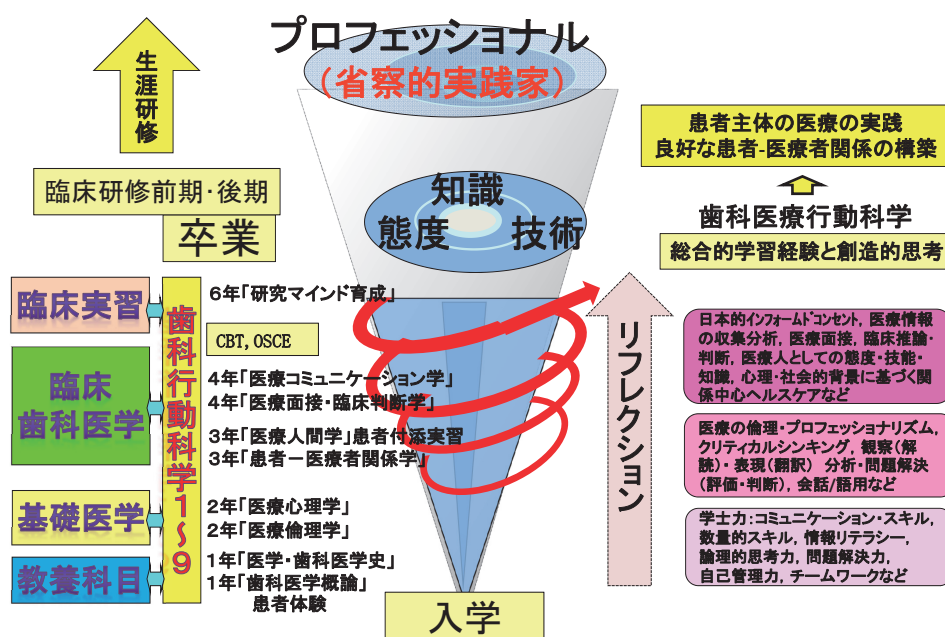 プロフェッショナル
（省察的実践家）
生涯研修
臨床研修前期・後期
卒業
知識
態度
技術
患者主体の医療の実践
良好な患者-医療者関係の構築
歯科医療行動科学
総合的学習経験と創造的思考
臨床実習
臨床
歯科医学
基礎医学
教養科目
歯科行動科学1～9
6年「研究マインド育成」
CBT, OSCE
4年「医療コミュニケーション学」
4年「医療面接・臨床判断学」
3年「医療人間学」患者付添実習
3年「患者－医療者関係学」
2年「医療心理学」
2年「医療倫理学」
1年「医学・歯科医学史」
1年「歯科医学概論」
患者体験
入学
リフレクション
日本的インフォームドコンセント, 医療情報
の収集分析, 医療面接, 臨床推論・
判断, 医療人としての態度・技能・
知識, 心理・社会的背景に基づく関
係中心ヘルスケアなど
医療の倫理・プロフェッショナリズム,
クリティカルシンキング, 観察（解
読）・表現（翻訳） 分析・問題解決
（評価・判断）, 会話/語用など
学士力：コミュニケーション・スキル,
数量的スキル, 情報リテラシー,
論理的思考力, 問題解決力,
自己管理力, チームワークなど